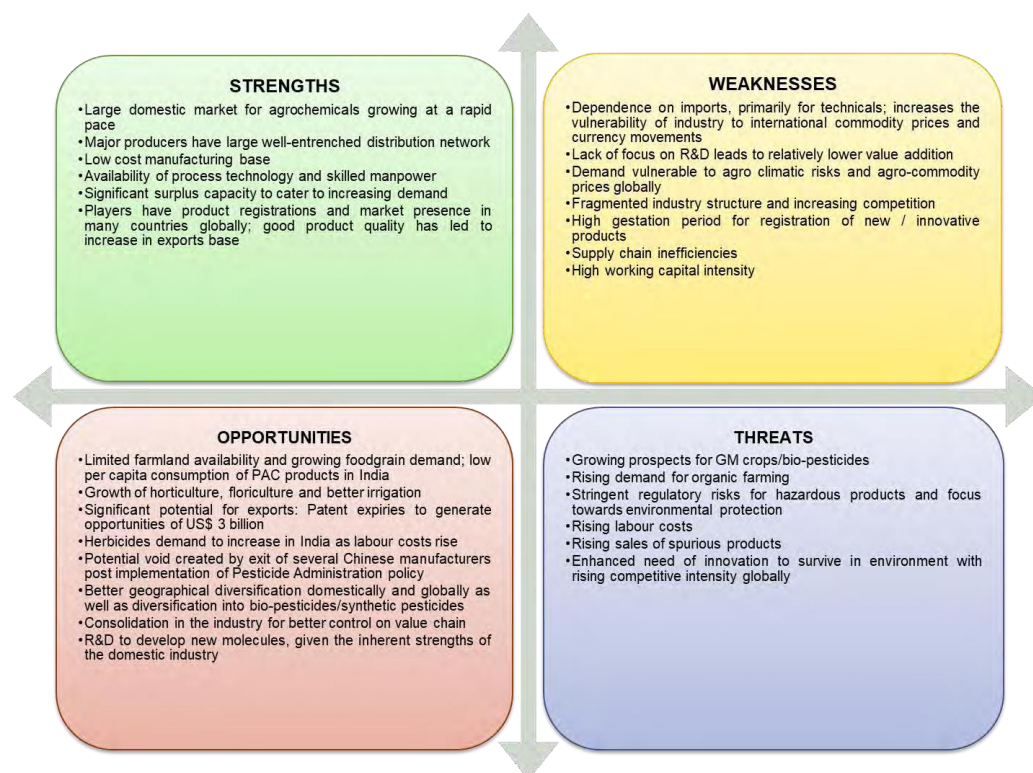 STRENGTHS
•Large domestic market for agrochemicals growing at a rapid
pace
•Major producers have large well-entrenched distribution network
•Low cost manufacturing base
•Availability of process technology and skilled manpower
•Significant surplus capacity to cater to increasing demand
•Players have product registrations and market presence in
many countries globally; good product quality has led to
increase in exports base
WEAKNESSES
•Dependence on imports, primarily for technicals; increases the
vulnerability of industry to international commodity prices and
currency movements
•Lack of focus on R&D leads to relatively lower value addition
•Demand vulnerable to agro climatic risks and agro-commodity
prices globally
•Fragmented industry structure and increasing competition
•High gestation period for registration of new / innovative
products
•Supply chain inefficiencies
•High working capital intensity
OPPORTUNITIES
•Limited farmland availability and growing foodgrain demand; low
per capita consumption of PAC products in India
•Growth of horticulture, floriculture and better irrigation
•Significant potential for exports: Patent expiries to generate
opportunities of US$ 3 billion
•Herbicides demand to increase in India as labour costs rise
•Potential void created by exit of several Chinese manufacturers
post implementation of Pesticide Administration policy
•Better geographical diversification domestically and globally as
well as diversification into bio-pesticides/synthetic pesticides
•Consolidation in the industry for better control on value chain
•R&D to develop new molecules, given the inherent strengths of
the domestic industry
THREATS
•Growing prospects for GM crops/bio-pesticides
•Rising demand for organic farming
•Stringent regulatory risks for hazardous products and focus
towards environmental protection
•Rising labour costs
•Rising sales of spurious products
•Enhanced need of innovation to survive in environment with
rising competitive intensity globally